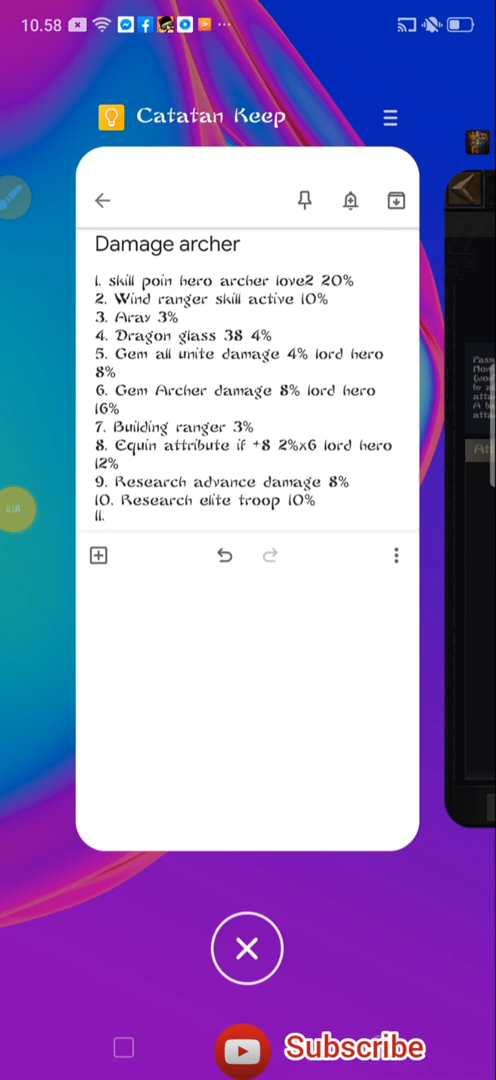 10.58
Catatan Keep
Damage archer
1. skill poin hero archer love2 20%
2. Wind ranger skill active 10%
3. Aray 3%
4. Dragon glass 38 4%
5. Gem all unite damage 4% lord hero
8%
6. Gem Archer damage 8% lord hero
16%
7. Building ranger 3%
8. Equin attribute if +8 2%x6 lord hero
12%
9. Research advance damage 8%
10. Research elite troop 10%
11.
Pass
Att
Subscribe